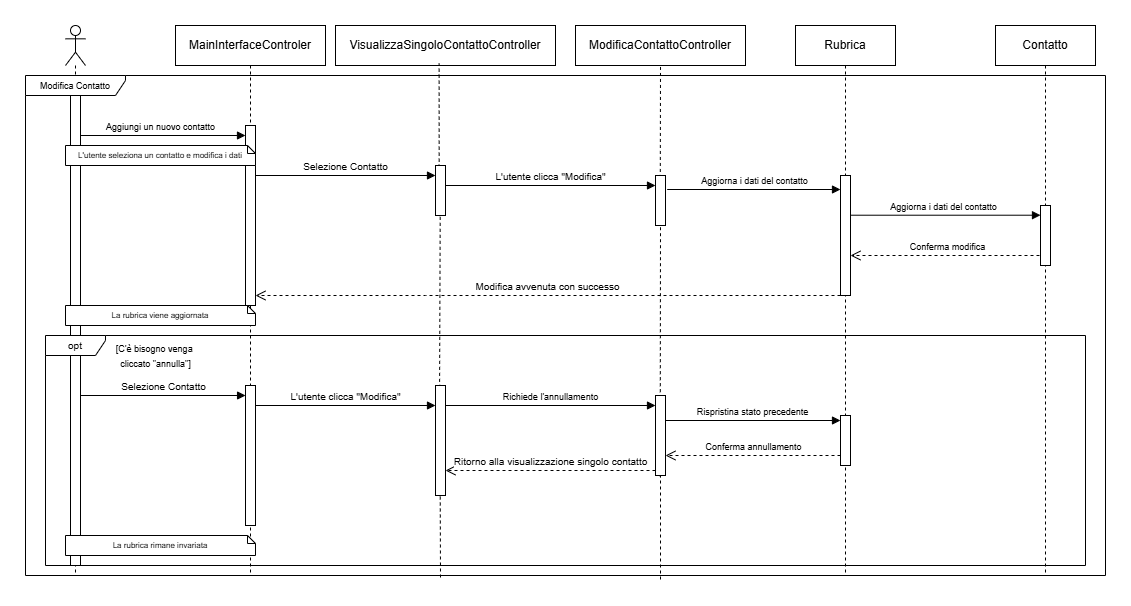 MainInterfaceControler
VisualizzaSingoloContattoController
ModificaContattoController
Rubrica
Contatto
Modifica Contatto
Aggiungi un nuovo contatto
L'utente seleziona un contatto e modifica i dati
Selezione Contatto
L'utente clicca "Modifica"
Aggiorna i dati del contatto
Aggiorna i dati del contatto
Conferma modifica
Modifica avvenuta con successo
La rubrica viene aggiornata
opt
[C'è bisogno venga
cliccato "annulla"]
Selezione Contatto
L'utente clicca "Modifica"
Richiede l'annullamento
Rispristina stato precedente
Conferma annullamento
Ritorno alla visualizzazione singolo contatto
La rubrica rimane invariata